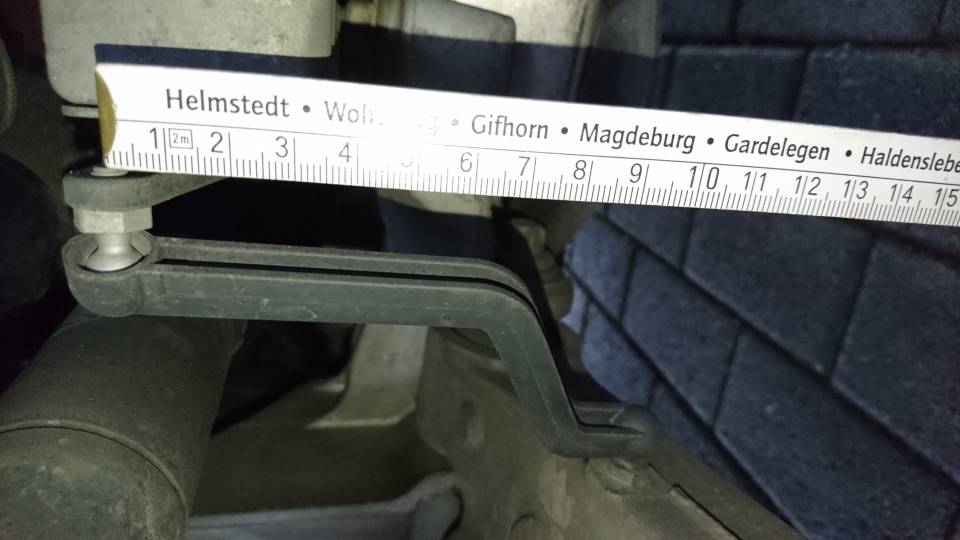 Helmstedt • • Gifhorn • Magdeburg • Gardelegen •
1 2m 2 3 4 5 6 7 8 9 10 11 12 13 14 15